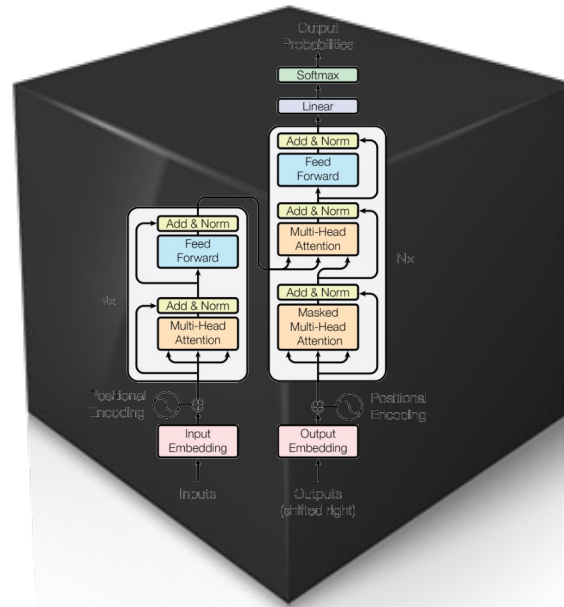 Output
Probabilities
Softmax
Linear
Add & Norm
Feed
Forward
Add & Norm
Multi-Head
Attention
Add & Norm
Masked
Multi-Head
Attention
Nx
Add & Norm
Feed
Forward
Add & Norm
Multi-Head
Attention
Nx
Positional
Encoding
Positional
Encoding
Input
Embedding
Output
Embedding
Inputs
Outputs
(shifted right)